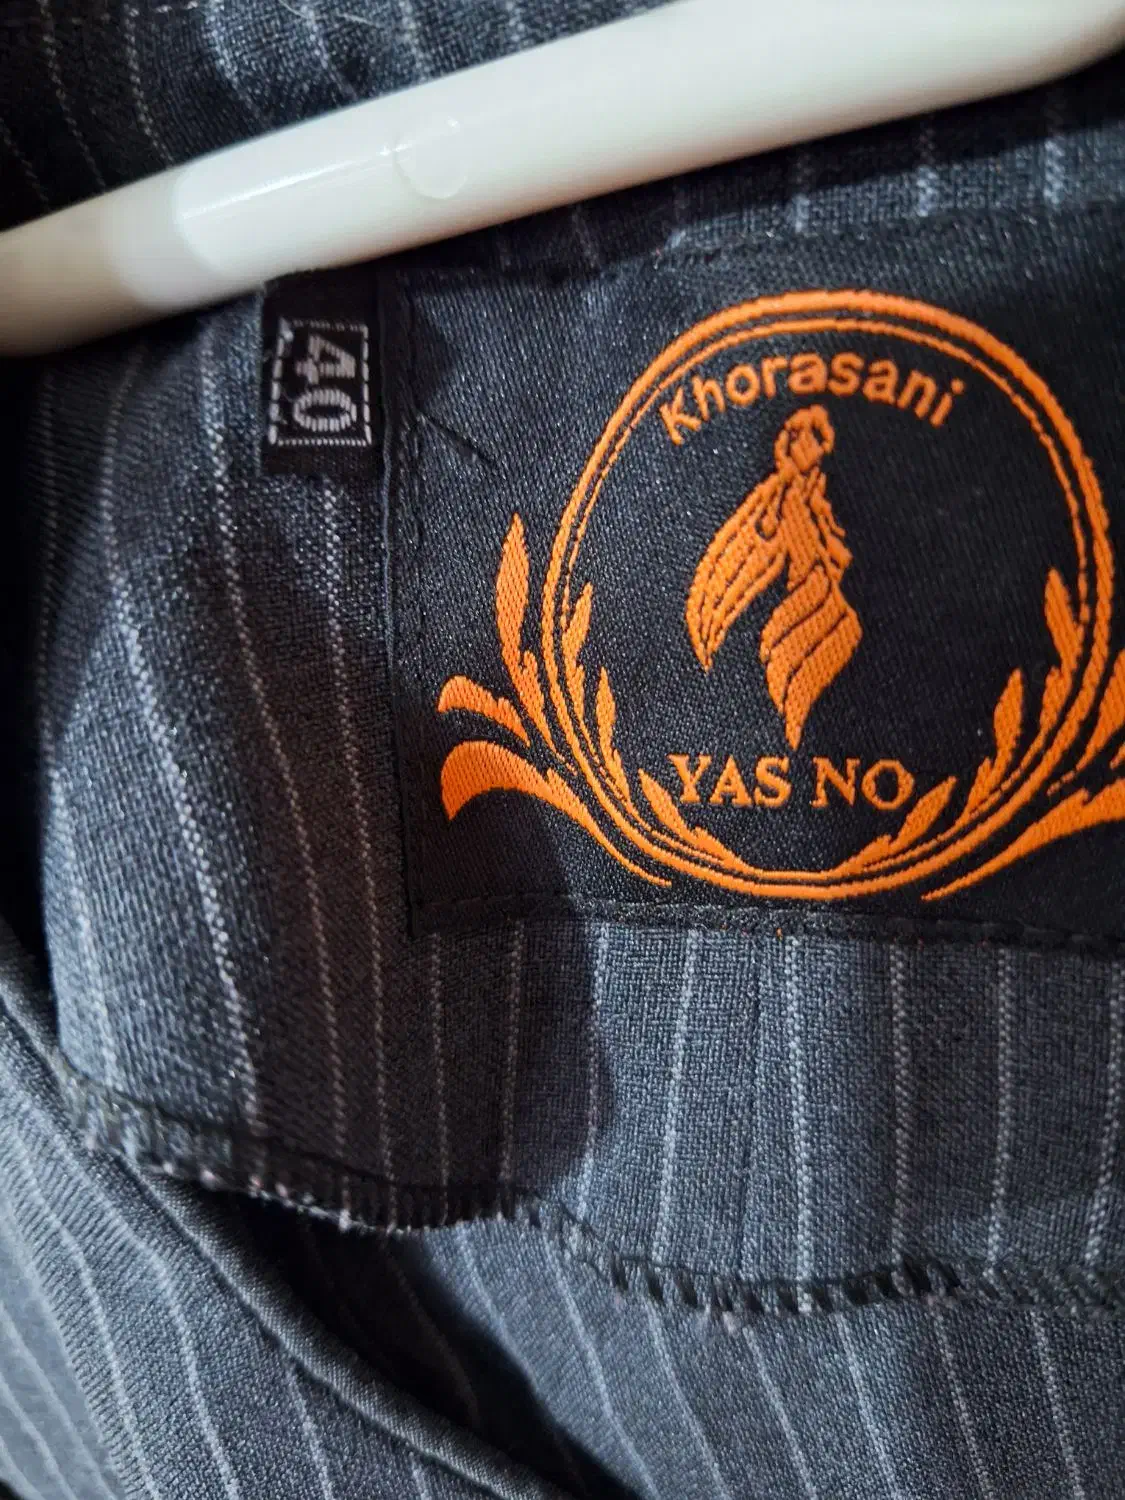 40
Khorasani
YAS NO